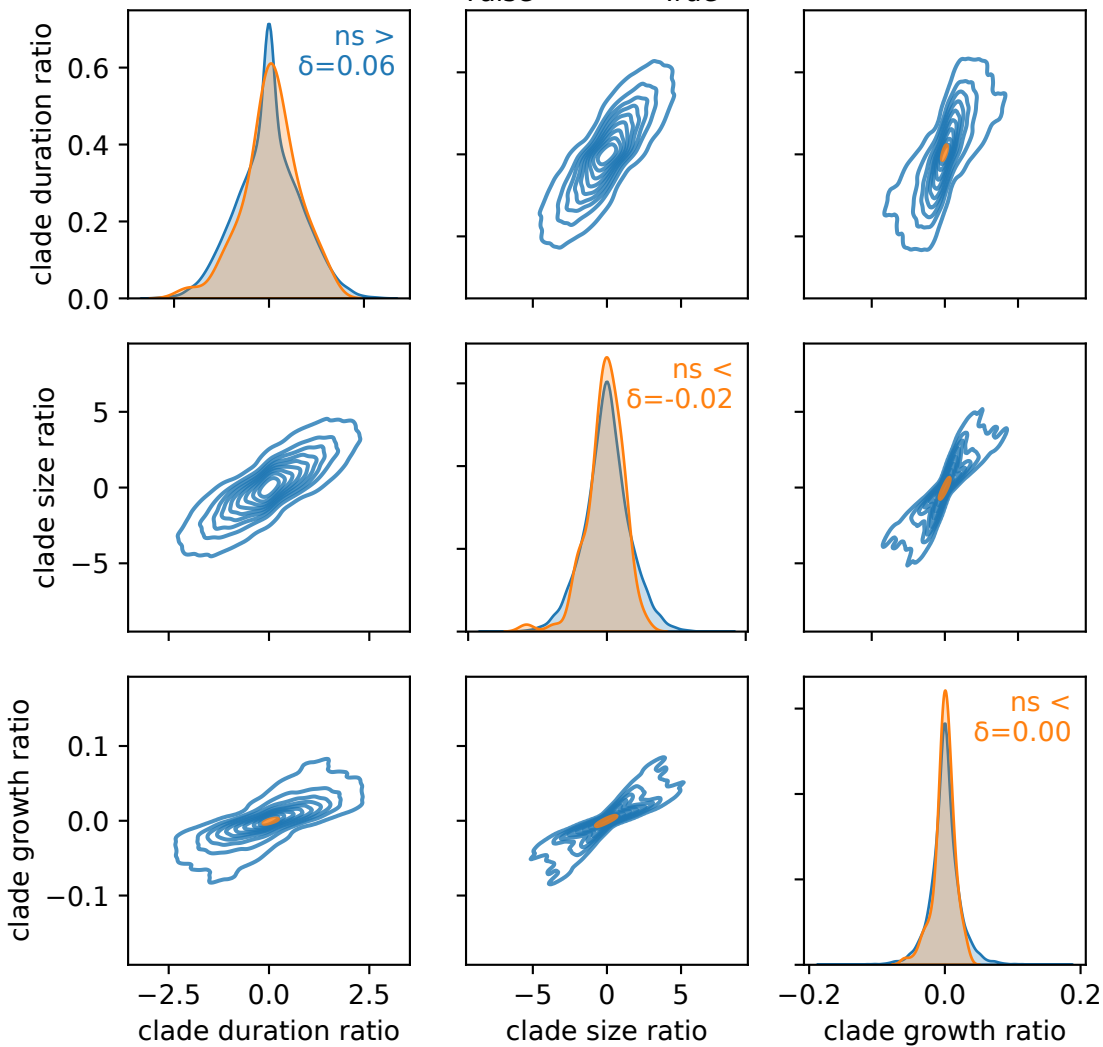 clade duration ratio
0.6
0.4
0.2
0.0
ns >
δ=0.06
clade size ratio
5
0
−5
ns <
δ=-0.02
clade growth ratio
0.1
0.0
−0.1
ns <
δ=0.00
−2.5 0.0 2.5
clade duration ratio
−5 0 5
clade size ratio
−0.2 0.0 0.2
clade growth ratio